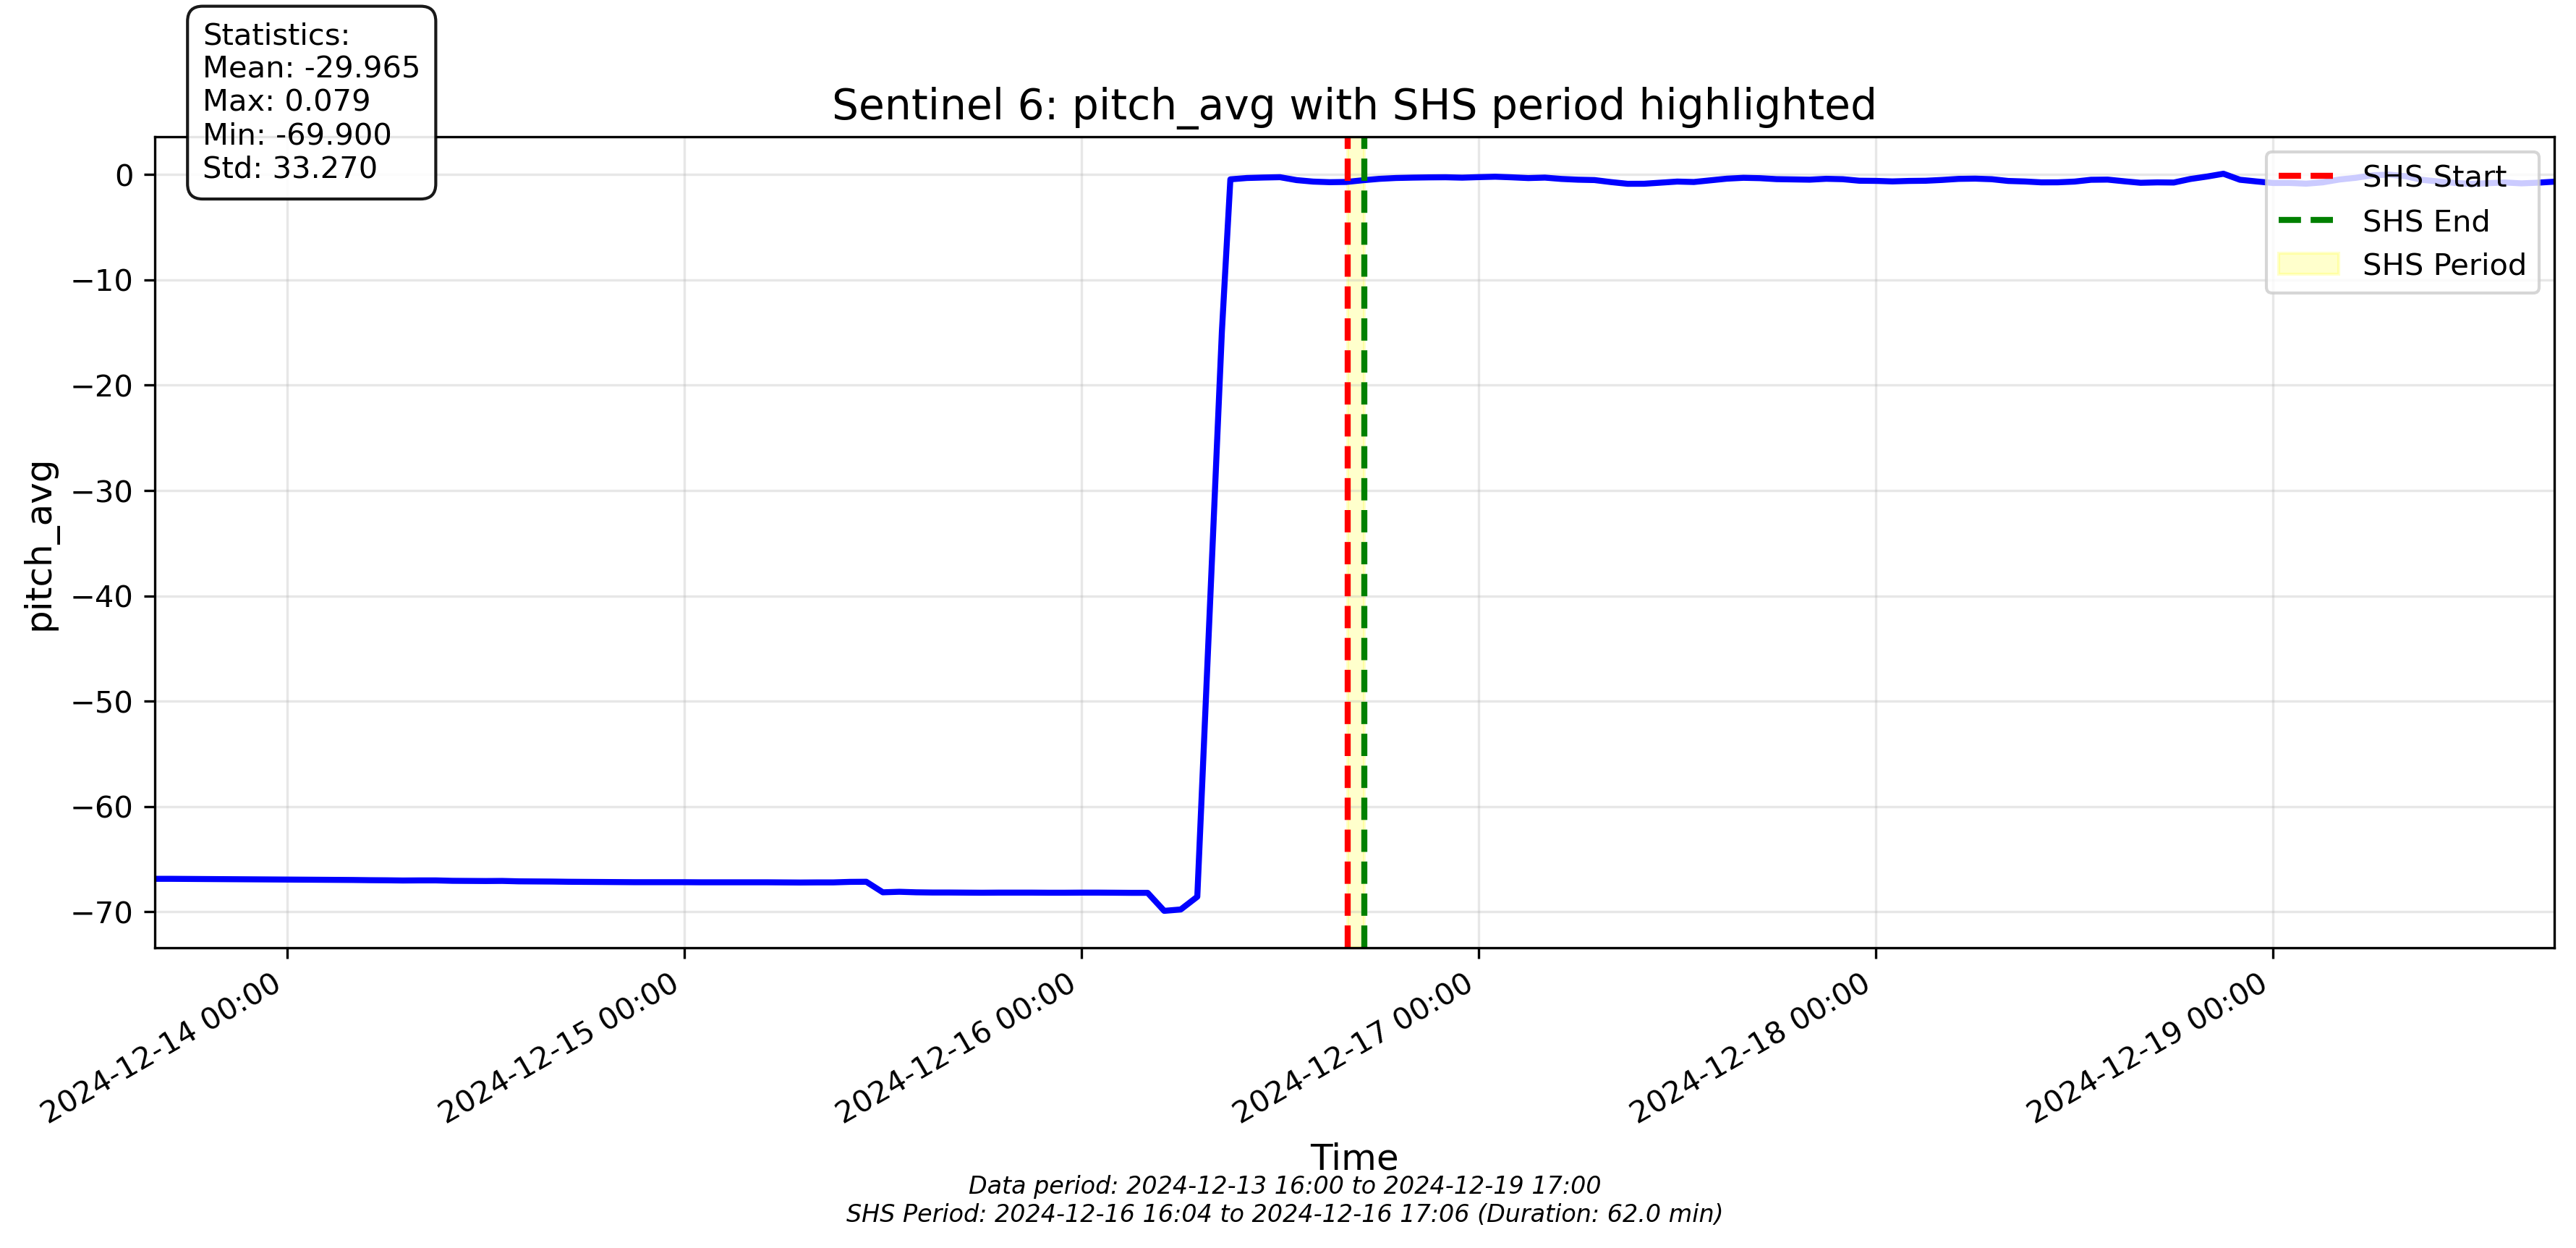 Statistics:
Mean: -29.965
Max: 0.079
Min: -69.900
Std: 33.270
Sentinel 6: pitch_avg with SHS period highlighted
SHS Start
SHS End
SHS Period
pitch_avg
0
−10
−20
−30
−40
−50
−60
−70
2024-12-14 00:00
2024-12-15 00:00
2024-12-16 00:00
2024-12-17 00:00
2024-12-18 00:00
2024-12-19 00:00
Time
Data period: 2024-12-13 16:00 to 2024-12-19 17:00
SHS Period: 2024-12-16 16:04 to 2024-12-16 17:06 (Duration: 62.0 min)